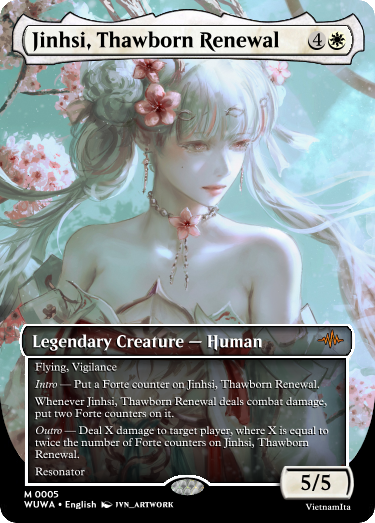 Jinhsi, Thawborn Renewal 4
Legendary Creature — Human
Flying, Vigilance
Intro — Put a Forte counter on Jinhsi, Thawborn Renewal.
Whenever Jinhsi, Thawborn Renewal deals combat damage,
put two Forte counters on it.
Outro — Deal X damage to target player, where X is equal to
twice the number of Forte counters on Jinhsi, Thawborn
Renewal.
Resonator
5/5
M 0005
WUWA • English JVN_ARTWORK
VietnamIta